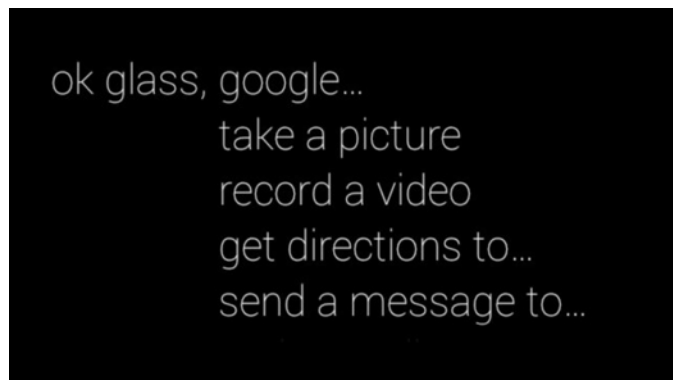 ok glass, google...
take a picture
record a video
get directions to...
send a message to...